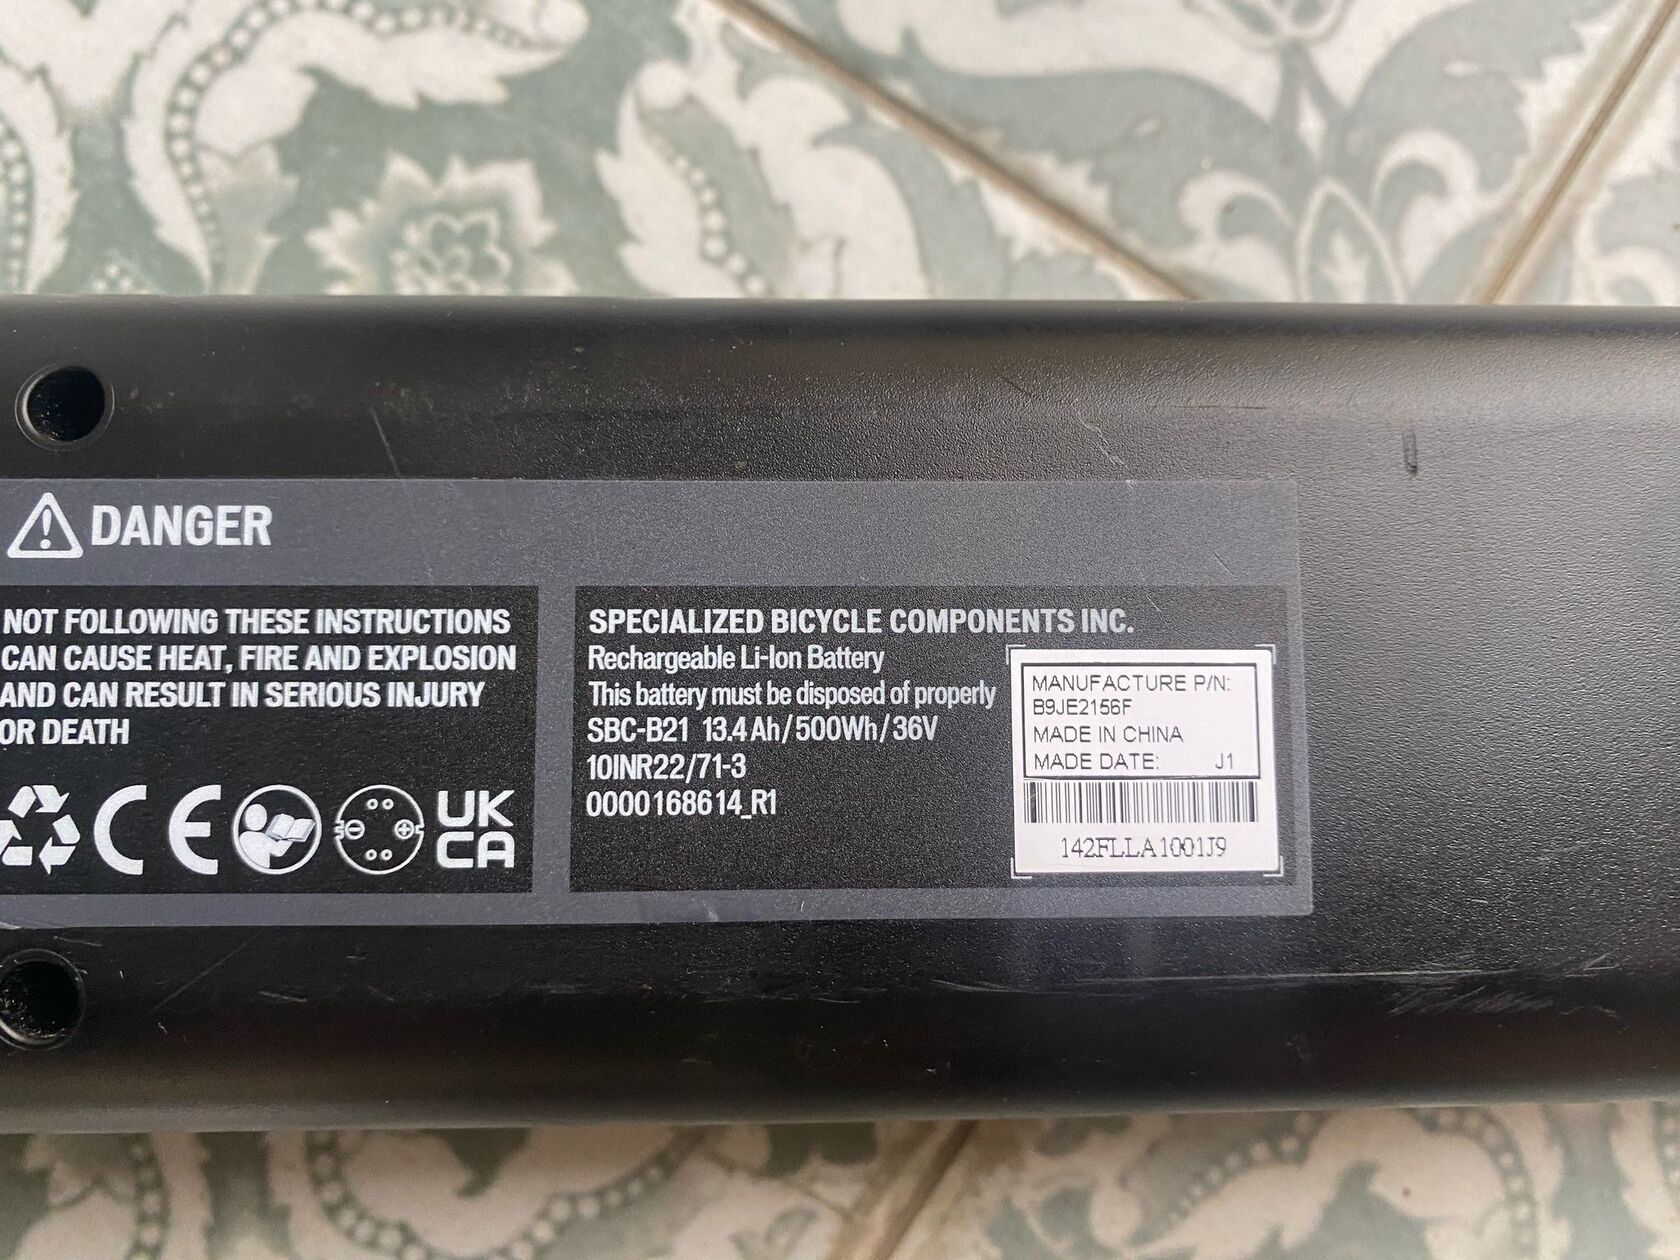 DANGER
NOT FOLLOWING THESE INSTRUCTIONS
CAN CAUSE HEAT, FIRE AND EXPLOSION
AND CAN RESULT IN SERIOUS INJURY
OR DEATH
CE
UK
CA
SPECIALIZED BICYCLE COMPONENTS INC.
Rechargeable Li-Ion Battery
This battery must be disposed of properly
SBC-B21 13.4Ah/500Wh/36V
10INR22/71-3
0000168614_R1
MANUFACTURE P/N:
B9JE2156F
MADE IN CHINA
MADE DATE: J1
142FLLA1001J9